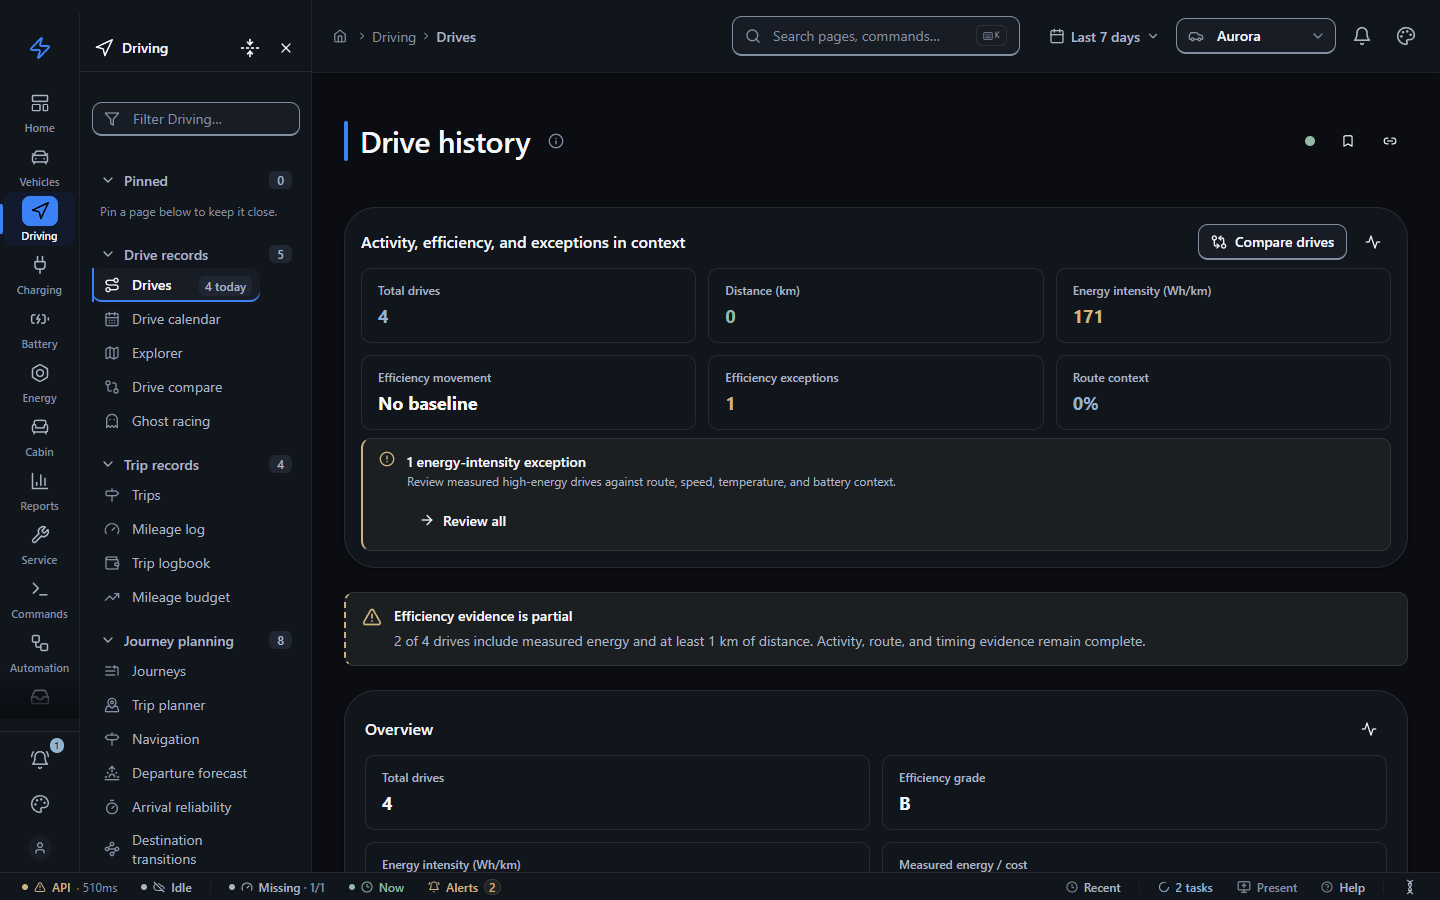 Home
Vehicles
Driving
Charging
Battery
Energy
Cabin
Reports
Service
Commands
Automation
1
Driving
Filter Driving...
Pinned 0
Pin a page below to keep it close.
Drive records 5
Drives 4 today
Drive calendar
Explorer
Drive compare
Ghost racing
Trip records 4
Trips
Mileage log
Trip logbook
Mileage budget
Journey planning 8
Journeys
Trip planner
Navigation
Departure forecast
Arrival reliability
Destination
transitions
Driving Drives
Search pages, commands... K
Last 7 days
Aurora
Drive history
Activity, efficiency, and exceptions in context
Compare drives
Total drives
4
Distance (km)
0
Energy intensity (Wh/km)
171
Efficiency movement
No baseline
Efficiency exceptions
1
Route context
0%
1 energy-intensity exception
Review measured high-energy drives against route, speed, temperature, and battery context.
Review all
Efficiency evidence is partial
2 of 4 drives include measured energy and at least 1 km of distance. Activity, route, and timing evidence remain complete.
Overview
Total drives
4
Efficiency grade
B
Energy intensity (Wh/km)
Measured energy / cost
API · 510ms
Idle
Missing · 1/1
Now
Alerts 2
Recent
2 tasks
Present
Help